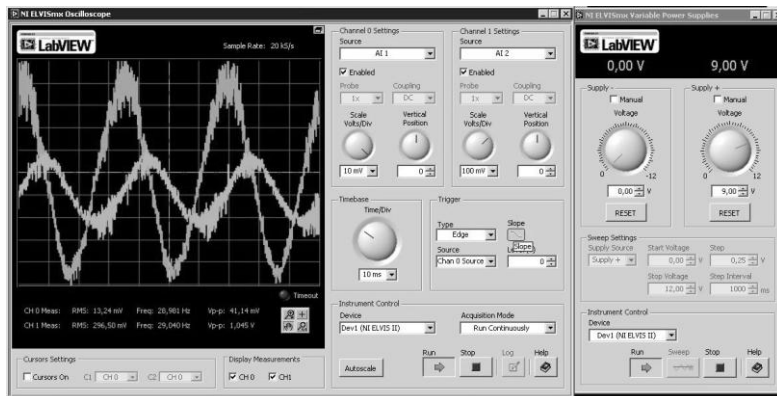 NI ELVISmx Oscilloscope
LabVIEW
Sample Rate: 20 kS/s
CH 0 Meas: RMS: 13,24 mV Freq: 28,961 Hz Vp-p: 41,14 mV
CH 1 Meas: RMS: 296,50 mV Freq: 29,040 Hz Vp-p: 1,045 V
Timeout
Cursors Settings
Cursors On C1 CH 0 C2 CH 0
Display Measurements
CH 0 CH1
Channel 0 Settings
Source
AI 1
Enabled
Probe Coupling
1x DC
Scale Vertical
Volts/Div Position
10 mV 0
Channel 1 Settings
Source
AI 2
Enabled
Probe Coupling
1x DC
Scale Vertical
Volts/Div Position
100 mV 0
Timebase
Time/Div
10 ms
Trigger
Type Slope
Edge
Source Slope
Chan 0 Source 0
Instrument Control
Device Acquisition Mode
Dev1 (NI ELVIS II) Run Continuously
Run Stop Log Help
Autoscale
NI ELVISmx Variable Power Supplies
LabVIEW
0,00 V 9,00 V
Supply -
Manual
Voltage
0 -12
0,00 V
RESET
Supply +
Manual
Voltage
0 12
9,00 V
RESET
Sweep Settings
Supply Source Start Voltage Step
Supply + 0,00 V 0,25 V
Stop Voltage Step Interval
12,00 V 1000 ms
Instrument Control
Device
Dev1 (NI ELVIS II)
Run Sweep Stop Help